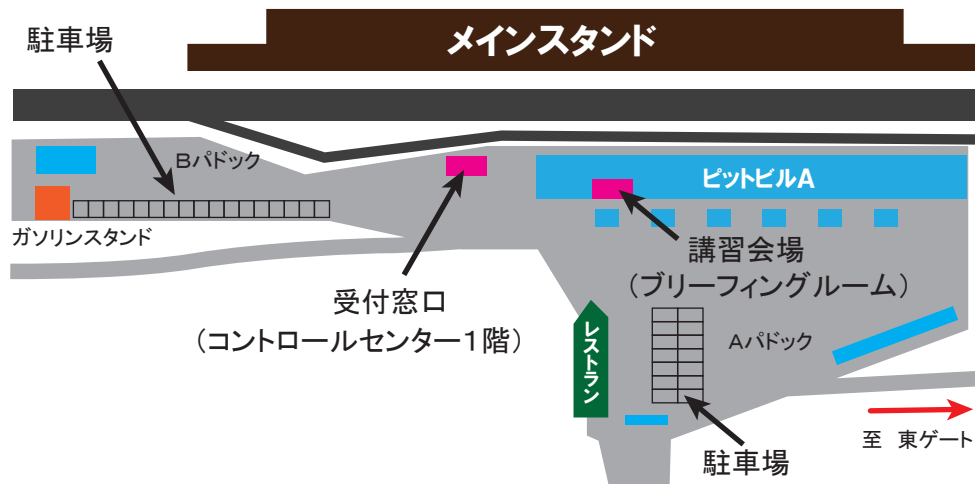 メインスタンド
駐車場
Bパドック
ピットビルA
ガソリンスタンド
講習会場
(ブリーフィングルーム)
受付窓口
(コントロールセンター1階)
レストラン
Aパドック
至 東ゲート
駐車場